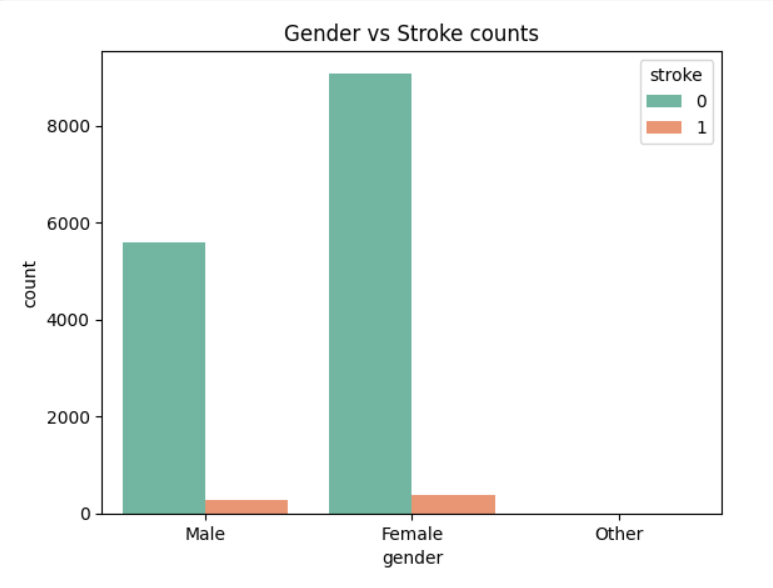 Gender vs Stroke counts
stroke
0
1
8000
6000
4000
2000
0
count
Male Female Other
gender